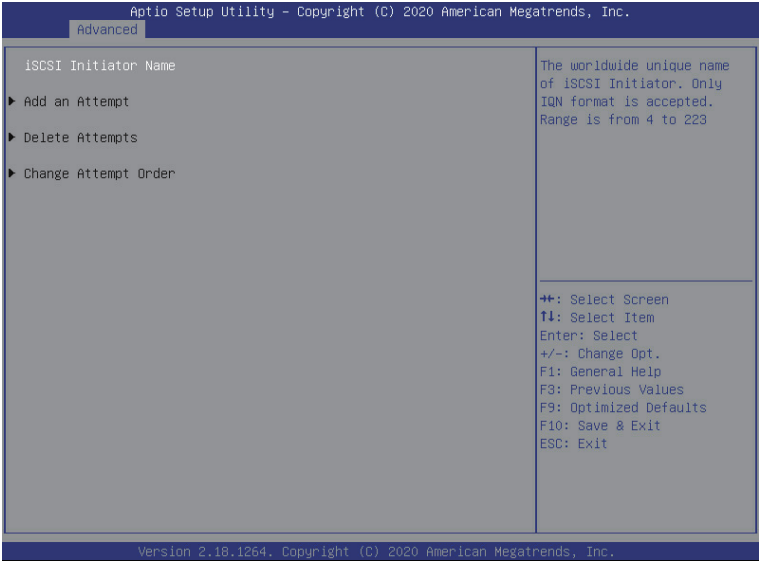 Aptio Setup Utility – Copyright (C) 2020 American Megatrends, Inc.
Advanced
iSCSI Initiator Name
▶ Add an Attempt
▶ Delete Attempts
▶ Change Attempt Order
The worldwide unique name
of iSCSI Initiator. Only
IQN format is accepted.
Range is from 4 to 223
→←: Select Screen
↑↓: Select Item
Enter: Select
+/-: Change Opt.
F1: General Help
F3: Previous Values
F9: Optimized Defaults
F10: Save & Exit
ESC: Exit
Version 2.18.1264. Copyright (C) 2020 American Megatrends, Inc.